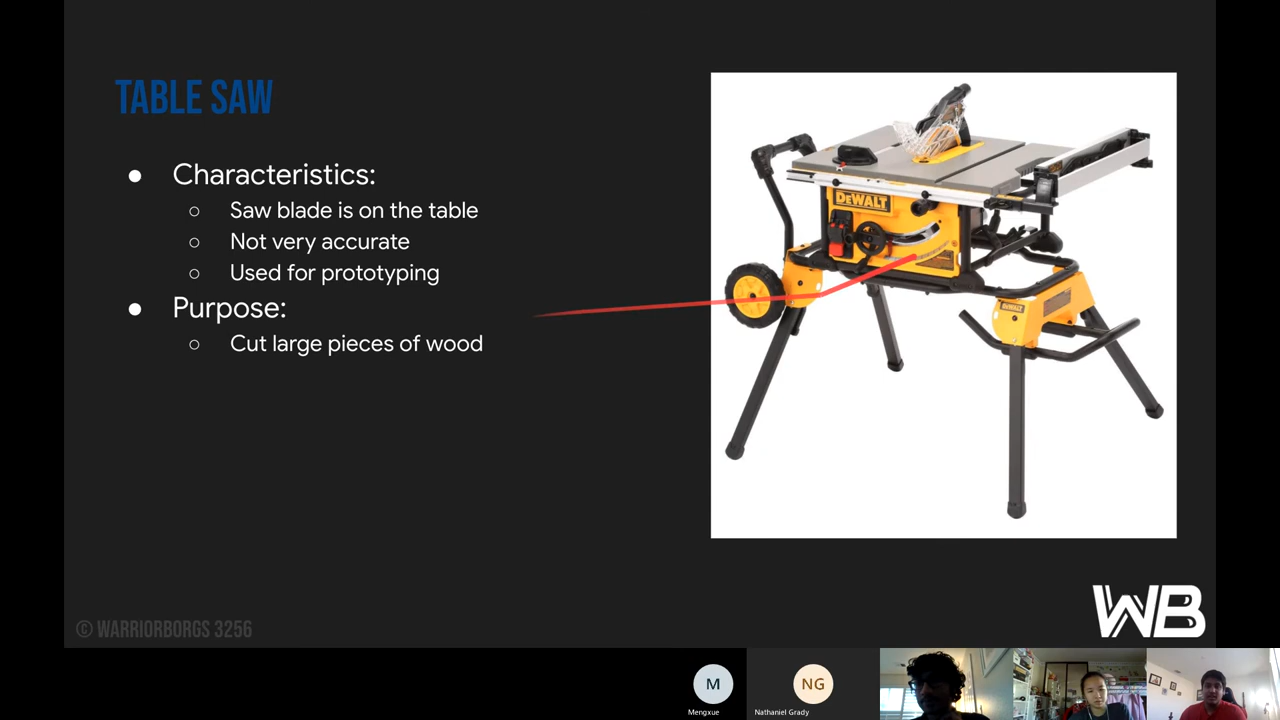 TABLE SAW
● Characteristics:
○ Saw blade is on the table
○ Not very accurate
○ Used for prototyping
● Purpose:
○ Cut large pieces of wood
DEWALT
DEWALT
© WARRIORBORGS 3256
WB
M
NG
Mengxue
Nathaniel Grady